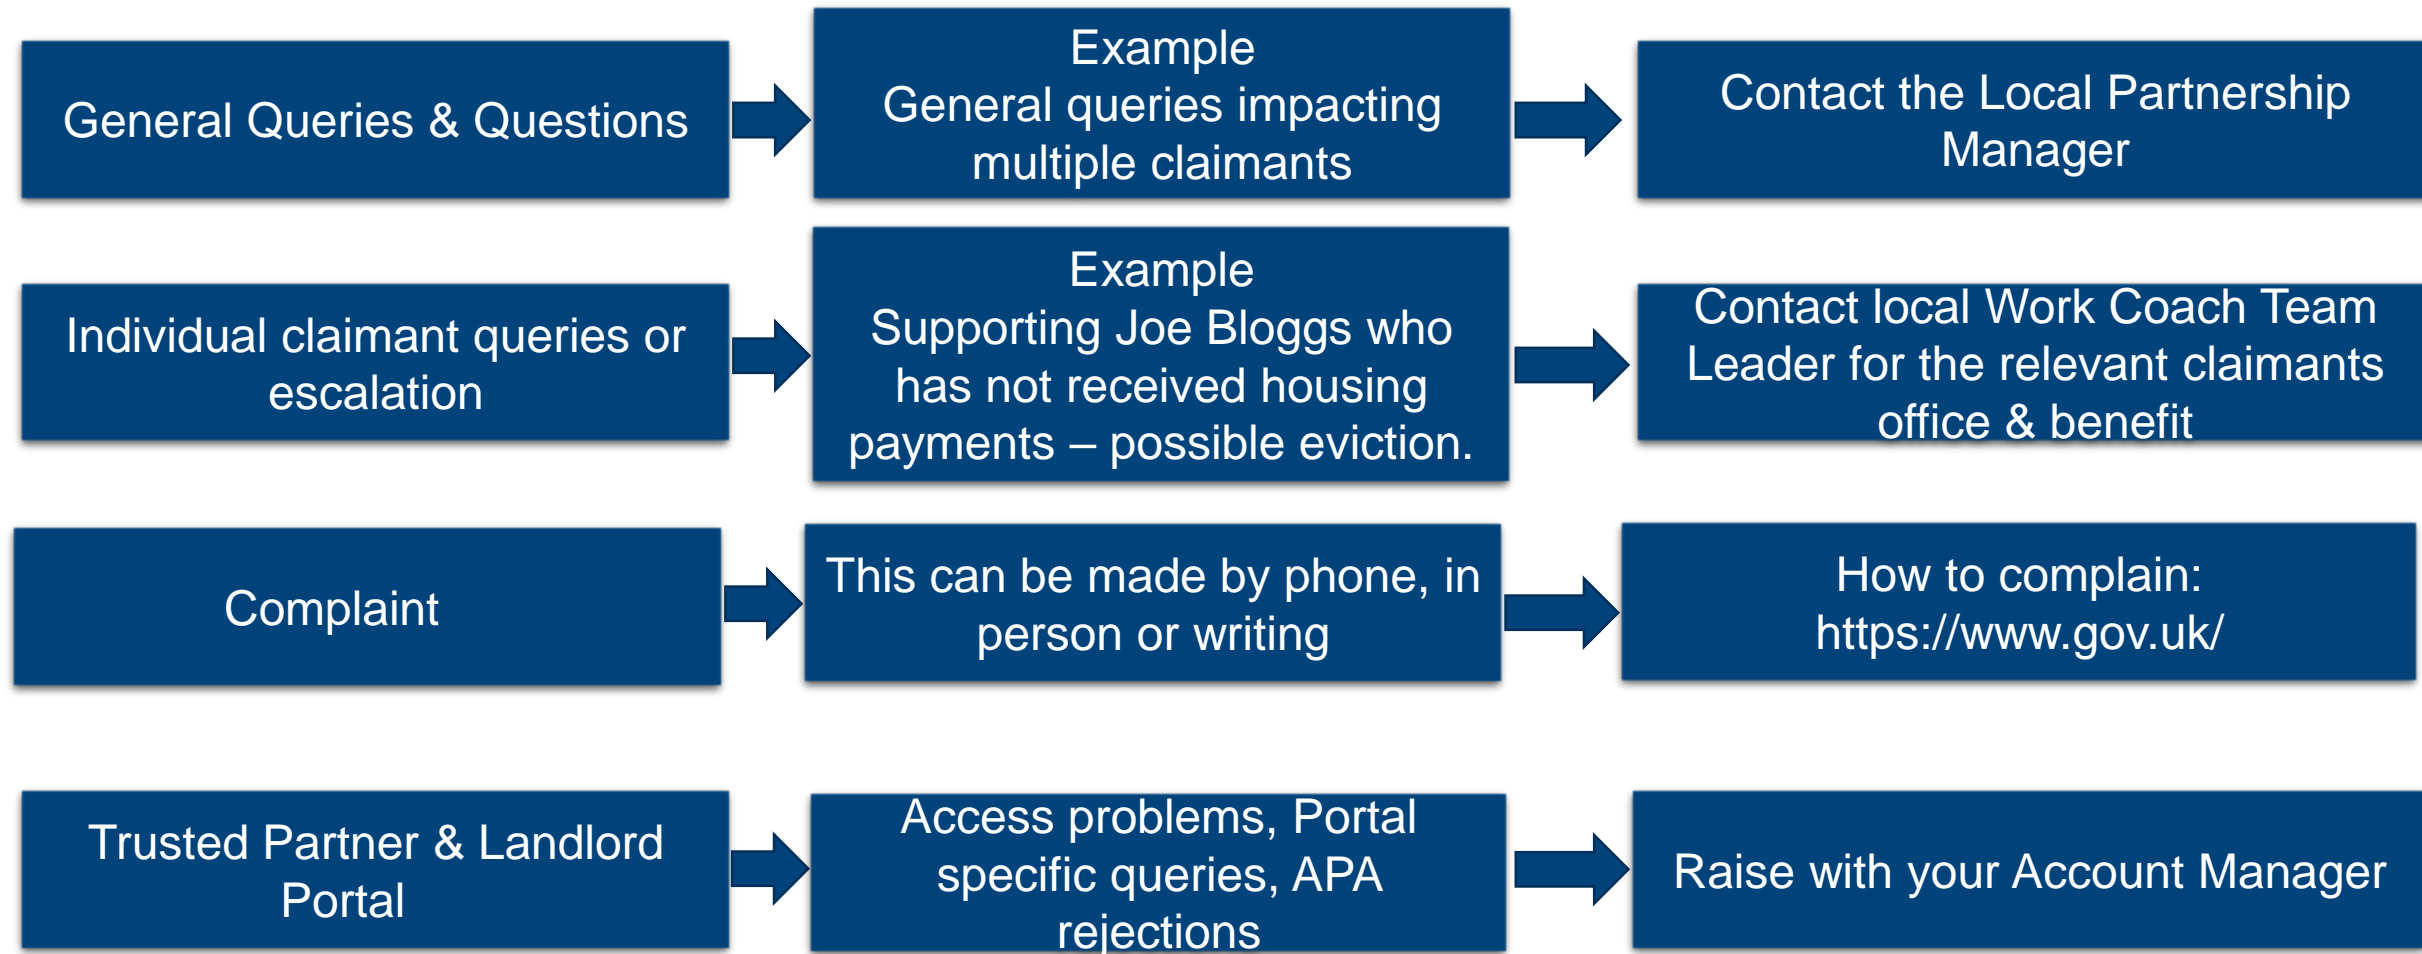 General Queries & Questions
Example
General queries impacting
multiple claimants
Contact the Local Partnership
Manager
Individual claimant queries or
escalation
Example
Supporting Joe Bloggs who
has not received housing
payments – possible eviction.
Contact local Work Coach Team
Leader for the relevant claimants
office & benefit
Complaint
This can be made by phone, in
person or writing
How to complain:
https://www.gov.uk/
Trusted Partner & Landlord
Portal
Access problems, Portal
specific queries, APA
rejections
Raise with your Account Manager